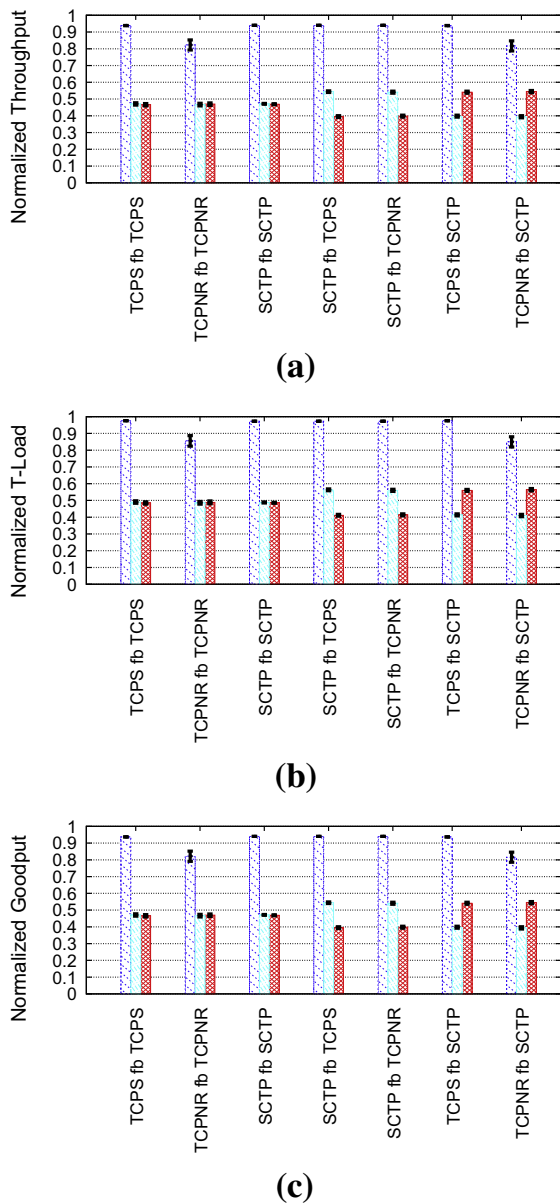 Normalized Throughput
1
0.9
0.8
0.7
0.6
0.5
0.4
0.3
0.2
0.1
0
TCPS fb TCPS
TCPNR fb TCPNR
SCTP fb SCTP
SCTP fb TCPS
SCTP fb TCPNR
TCPS fb SCTP
TCPNR fb SCTP
(a)
Normalized T-Load
1
0.9
0.8
0.7
0.6
0.5
0.4
0.3
0.2
0.1
0
TCPS fb TCPS
TCPNR fb TCPNR
SCTP fb SCTP
SCTP fb TCPS
SCTP fb TCPNR
TCPS fb SCTP
TCPNR fb SCTP
(b)
Normalized Goodput
1
0.9
0.8
0.7
0.6
0.5
0.4
0.3
0.2
0.1
0
TCPS fb TCPS
TCPNR fb TCPNR
SCTP fb SCTP
SCTP fb TCPS
SCTP fb TCPNR
TCPS fb SCTP
TCPNR fb SCTP
(c)